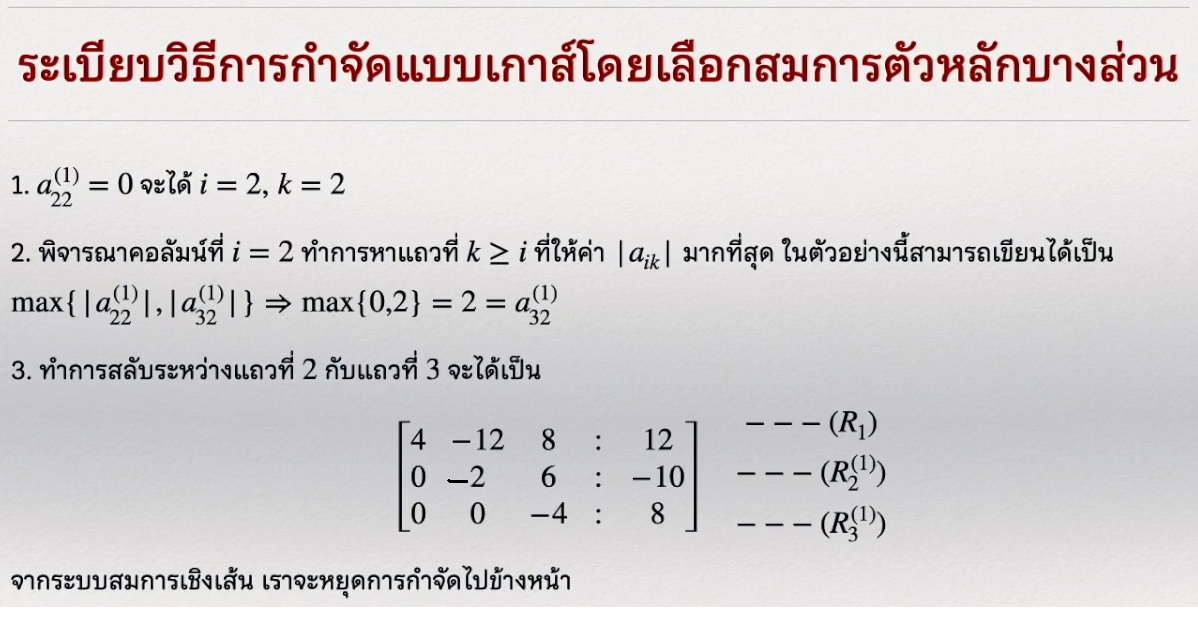 ระเบียบวิธีการกำจัดแบบเกาส์โดยเลือกสมการตัวหลักบางส่วน
1. a_{22}^{(1)} = 0 จะได้ i = 2, k = 2
2. พิจารณาคอลัมน์ที่ i = 2 ทำการหาแถวที่ k ≥ i ที่ให้ค่า |a_{ik}| มากที่สุด ในตัวอย่างนี้สามารถเขียนได้เป็น
max{|a_{22}^{(1)}|,|a_{32}^{(1)}|} ⇒ max{0,2} = 2 = a_{32}^{(1)}
3. ทำการสลับระหว่างแถวที่ 2 กับแถวที่ 3 จะได้เป็น
[4 −12 8 : 12] − − − (R_1)
[0 −2 6 : −10] − − − (R_2^{(1)})
[0 0 −4 : 8] − − − (R_3^{(1)})
จากระบบสมการเชิงเส้น เราจะหยุดการกำจัดไปข้างหน้า